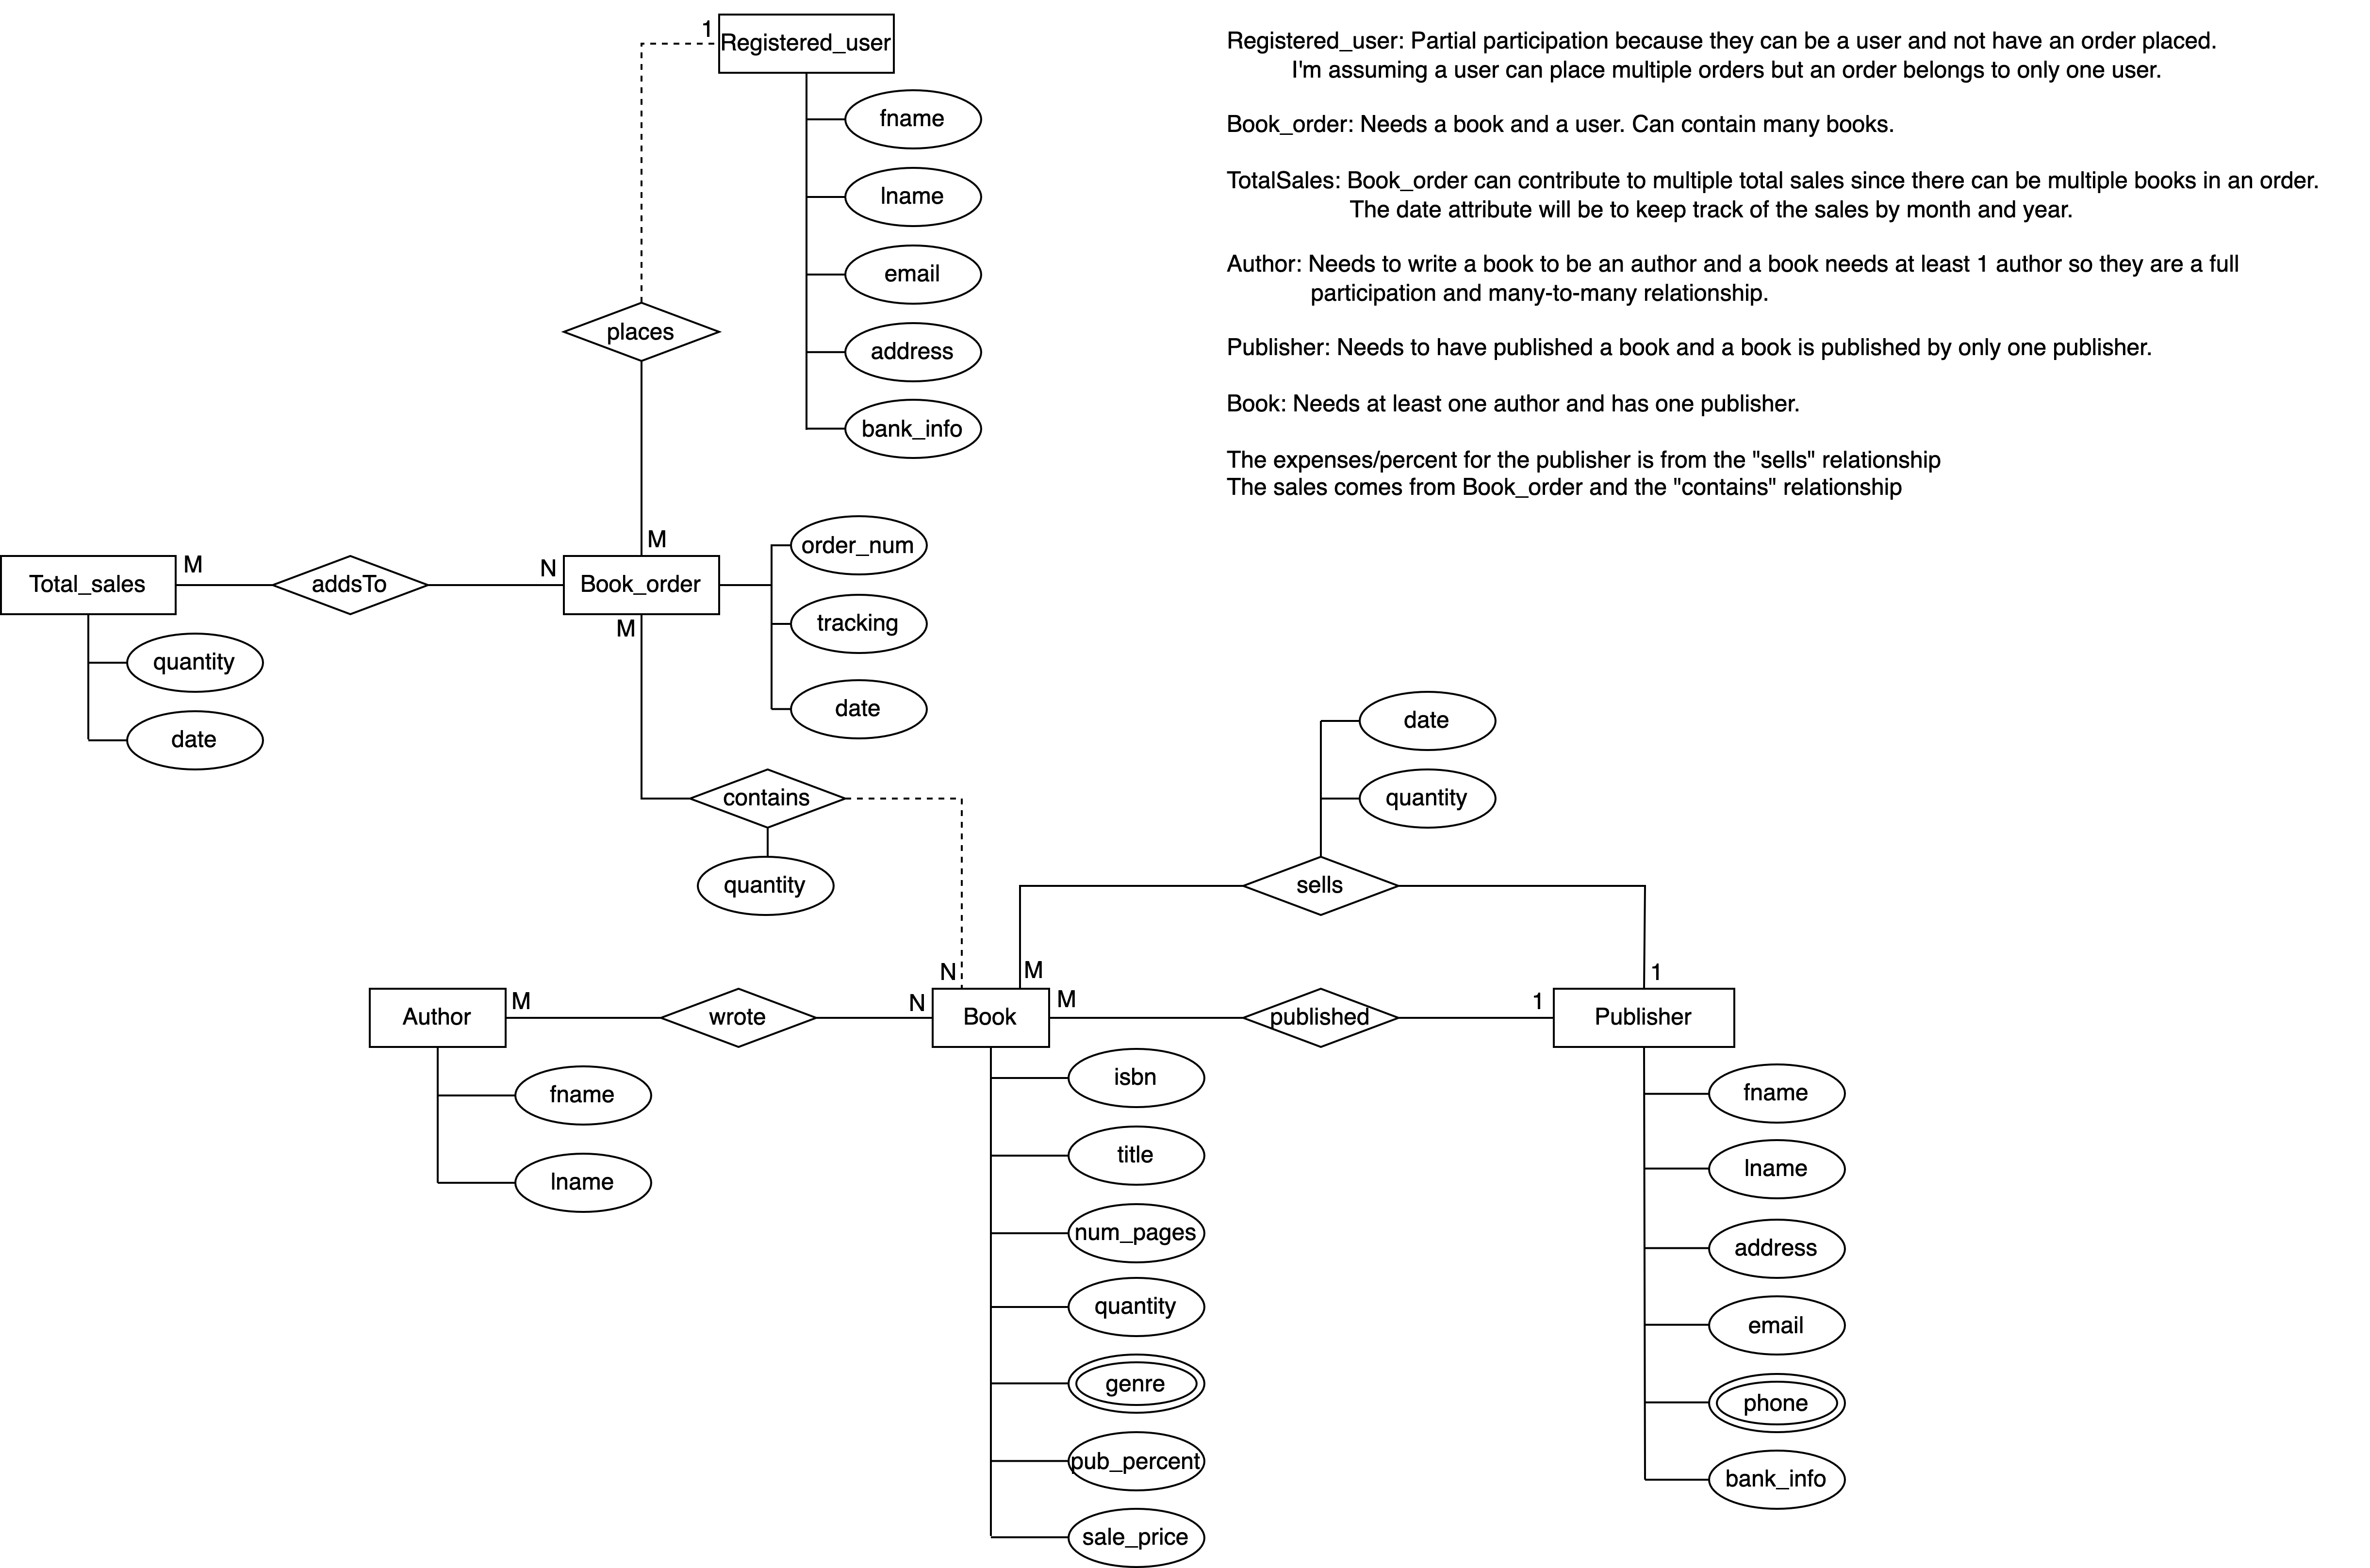 1
Registered_user
fname
lname
email
address
bank_info
places
M
Registered_user: Partial participation because they can be a user and not have an order placed.
I'm assuming a user can place multiple orders but an order belongs to only one user.
Book_order: Needs a book and a user. Can contain many books.
TotalSales: Book_order can contribute to multiple total sales since there can be multiple books in an order.
The date attribute will be to keep track of the sales by month and year.
Author: Needs to write a book to be an author and a book needs at least 1 author so they are a full
participation and many-to-many relationship.
Publisher: Needs to have published a book and a book is published by only one publisher.
Book: Needs at least one author and has one publisher.
The expenses/percent for the publisher is from the "sells" relationship
The sales comes from Book_order and the "contains" relationship
Total_sales
M
addsTo
N
Book_order
M
quantity
date
order_num
tracking
date
contains
quantity
date
quantity
sells
N
M
1
Author
M
wrote
N
Book
M
published
1
Publisher
fname
lname
isbn
title
num_pages
quantity
genre
pub_percent
sale_price
fname
lname
address
email
phone
bank_info